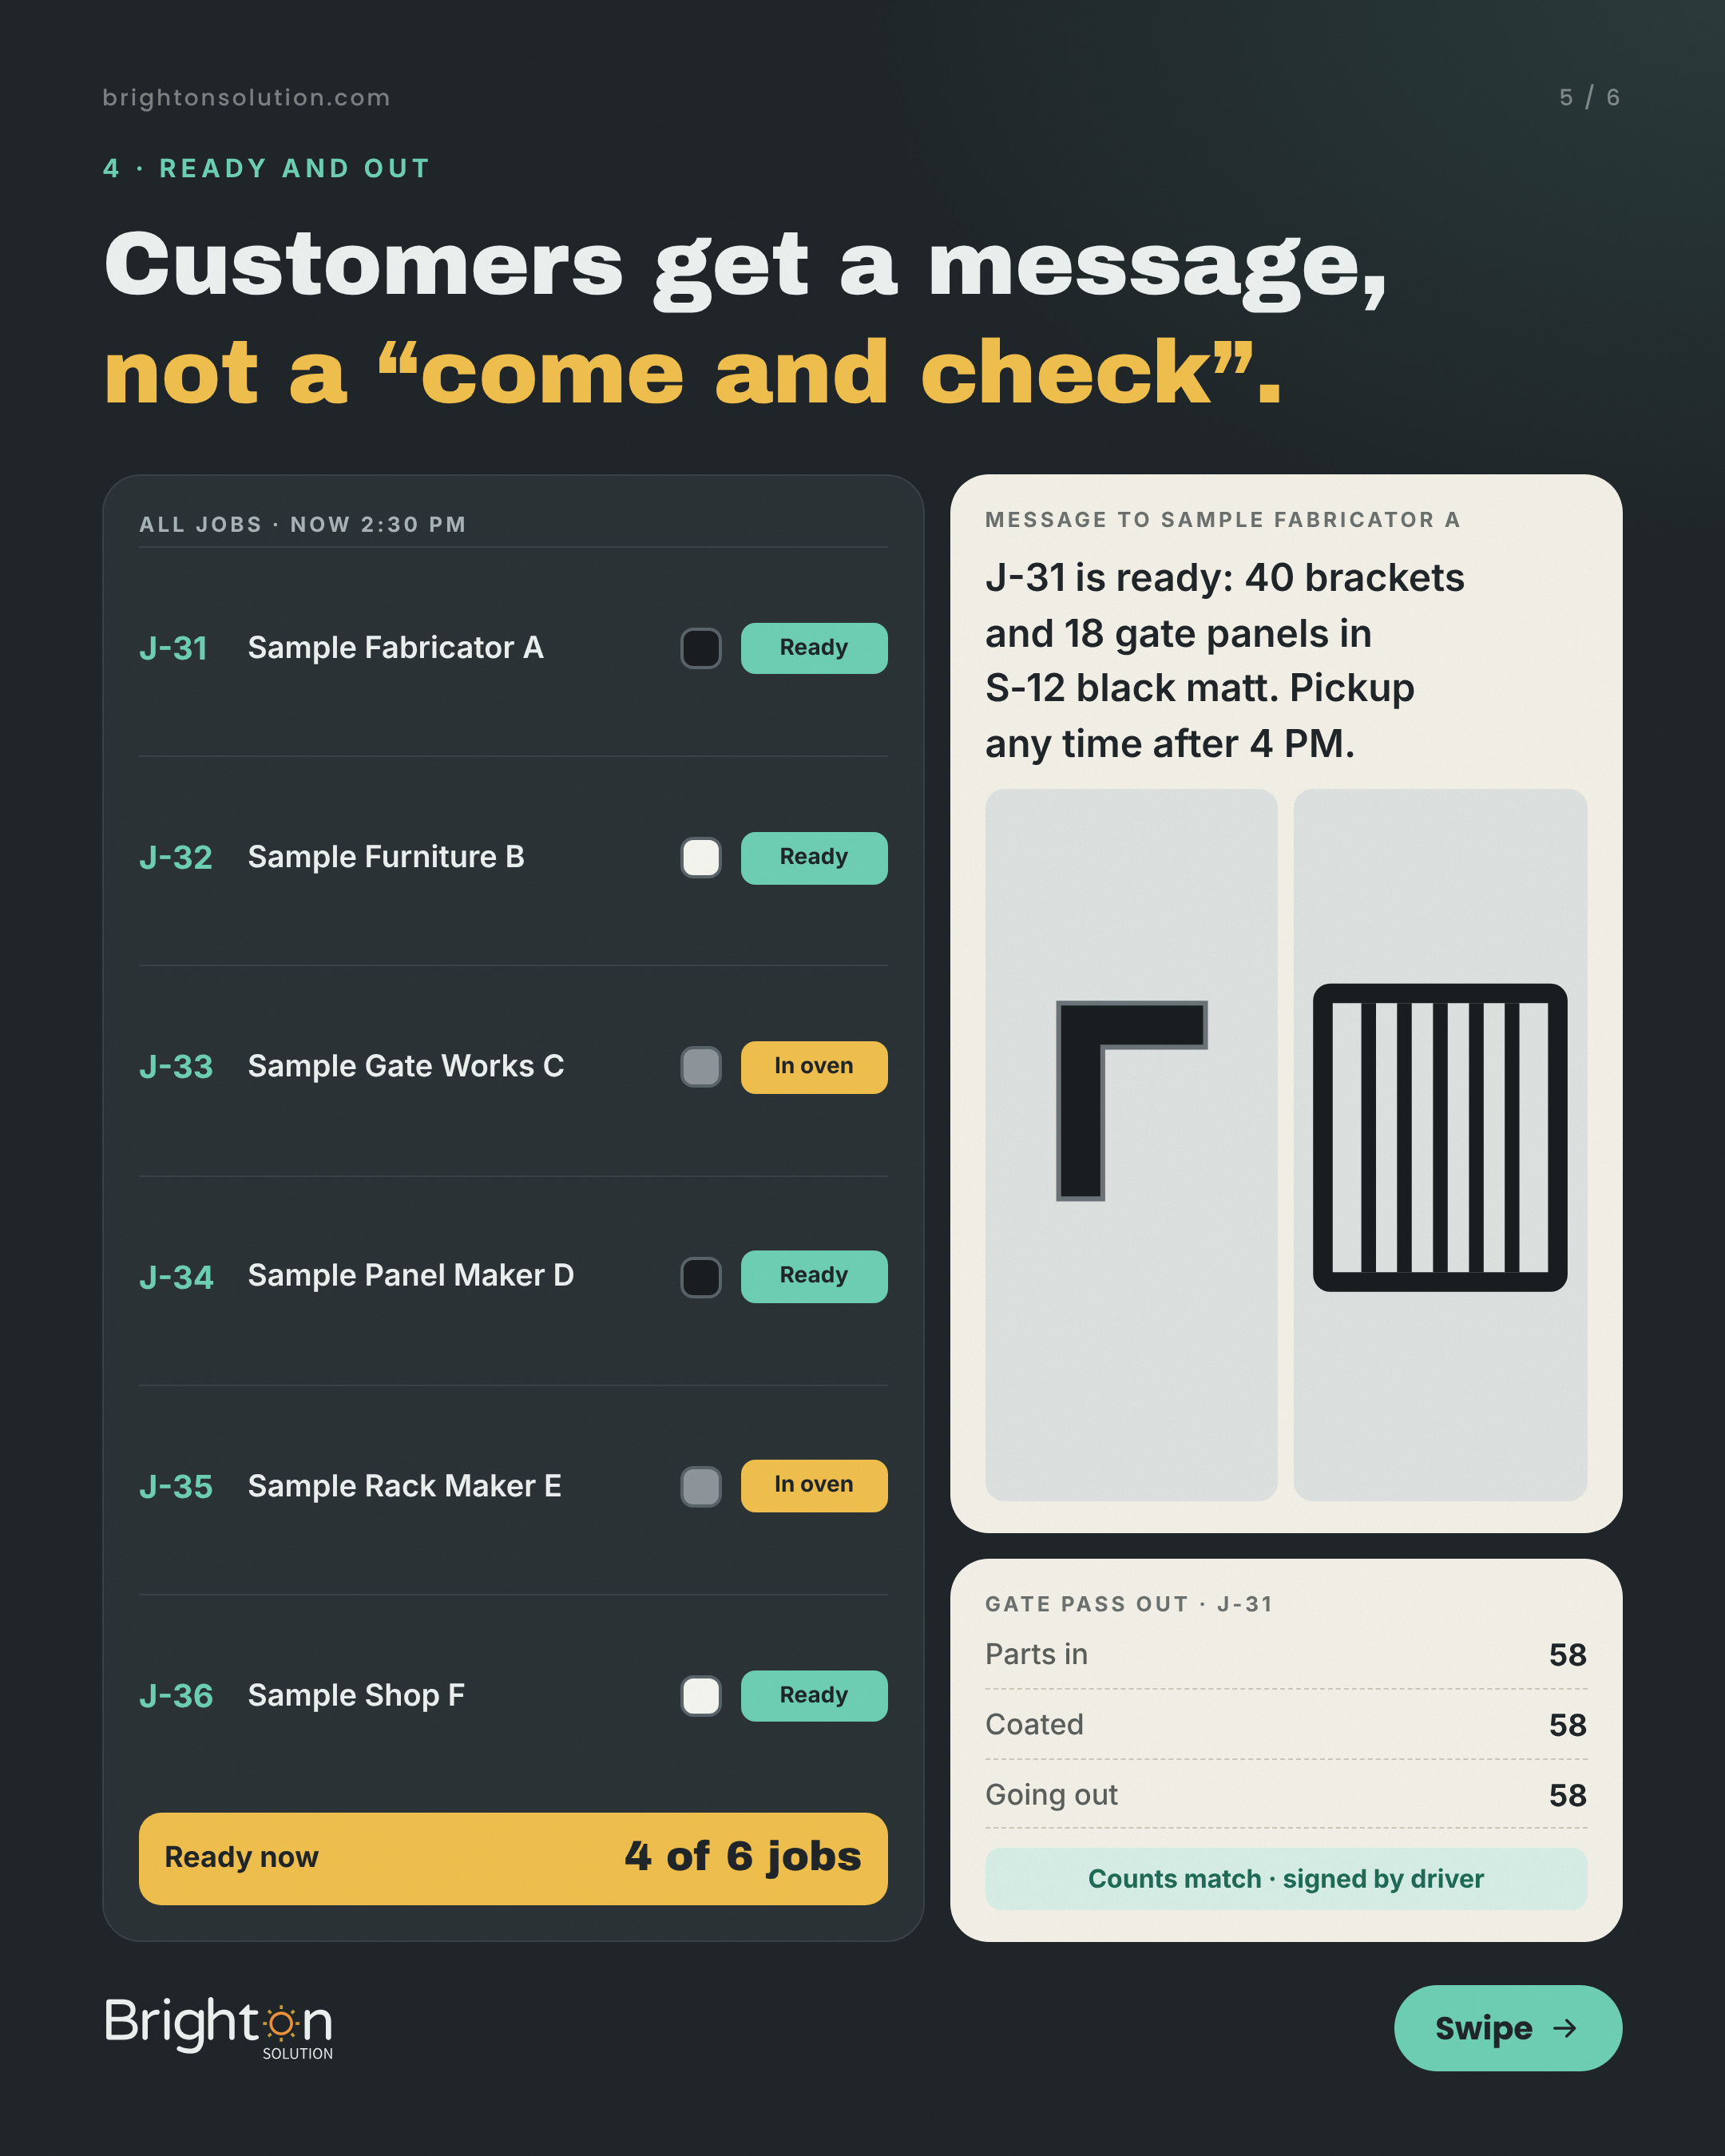 brightonsolution.com
5 / 6
4 · READY AND OUT
Customers get a message,
not a “come and check”.
ALL JOBS · NOW 2:30 PM
J-31 Sample Fabricator A Ready
J-32 Sample Furniture B Ready
J-33 Sample Gate Works C In oven
J-34 Sample Panel Maker D Ready
J-35 Sample Rack Maker E In oven
J-36 Sample Shop F Ready
Ready now 4 of 6 jobs
MESSAGE TO SAMPLE FABRICATOR A
J-31 is ready: 40 brackets
and 18 gate panels in
S-12 black matt. Pickup
any time after 4 PM.
GATE PASS OUT · J-31
Parts in 58
Coated 58
Going out 58
Counts match · signed by driver
Brighton
SOLUTION
Swipe →